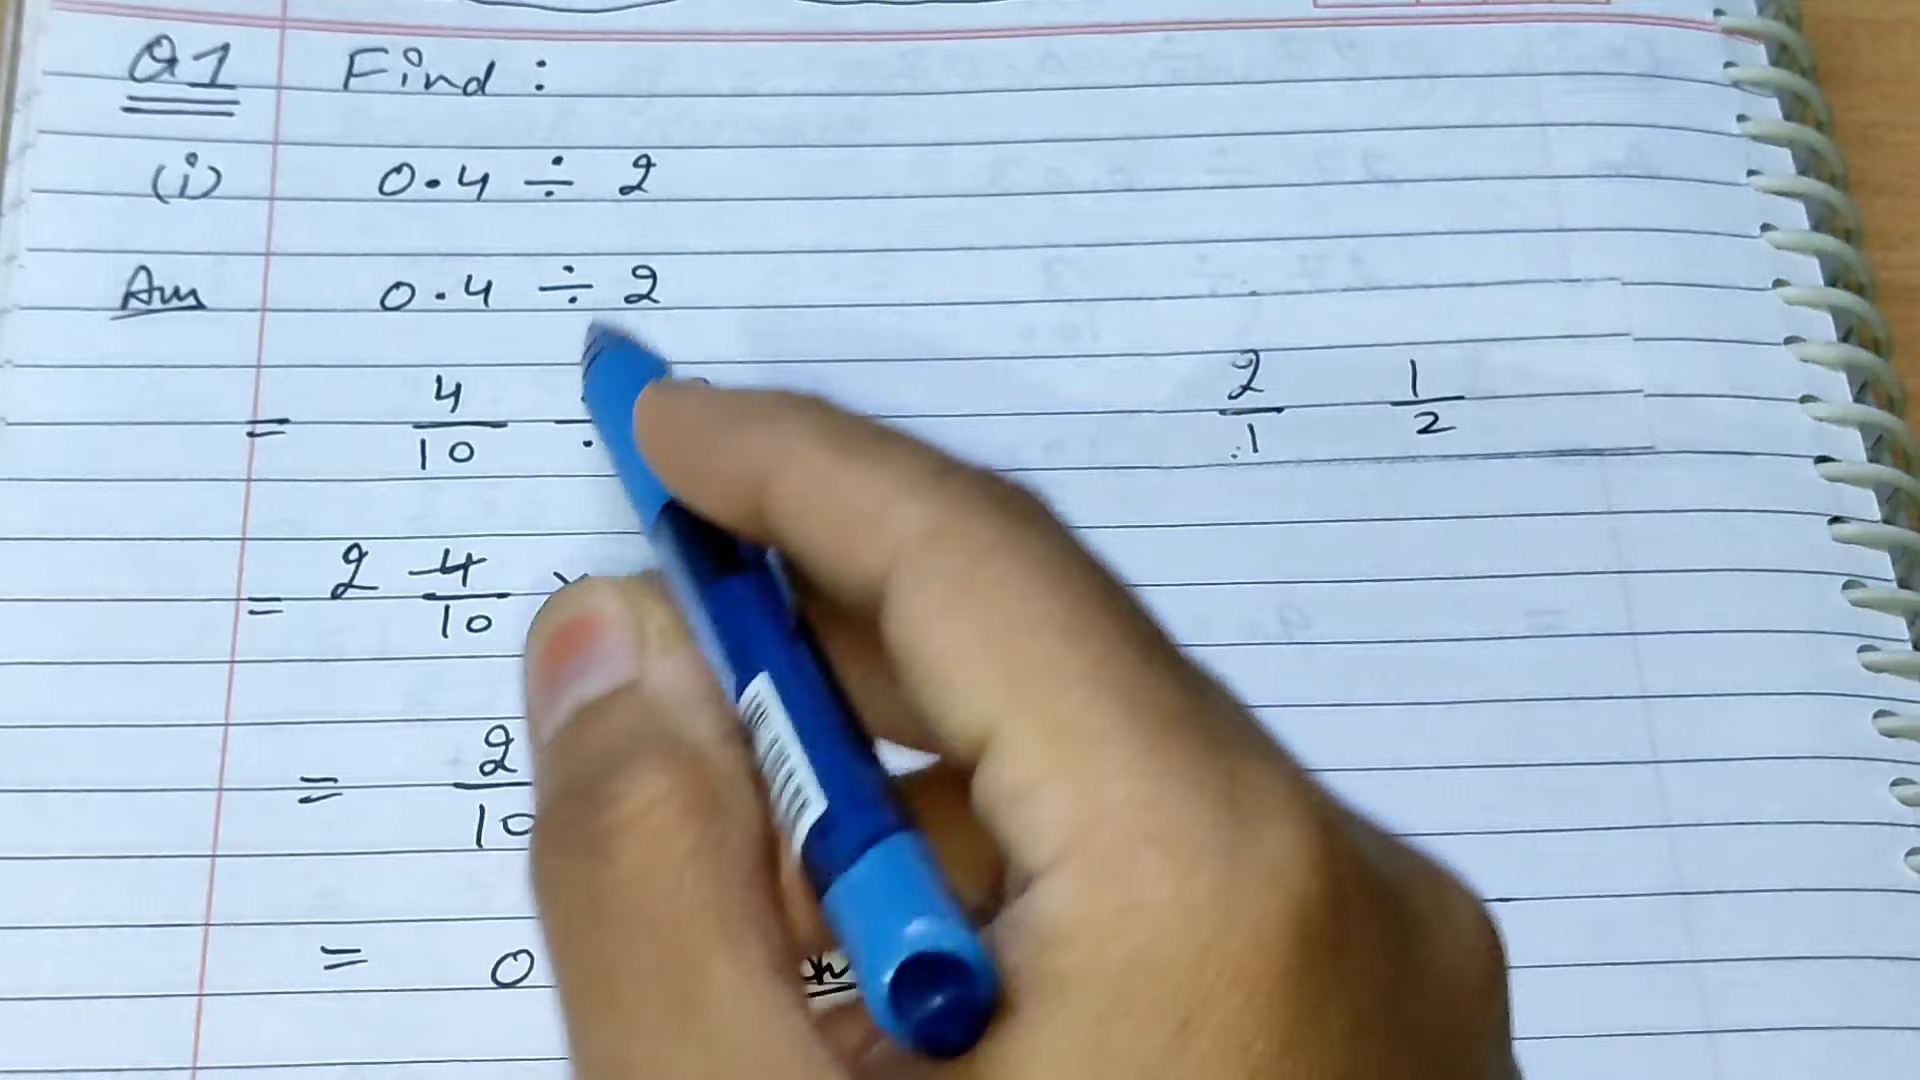 Q1 Find :
(i) 0.4 ÷ 2
Ans 0.4 ÷ 2
= 4/10 ÷
2/1 1/2
= 2 4/10 ×
= 2/10
= 0